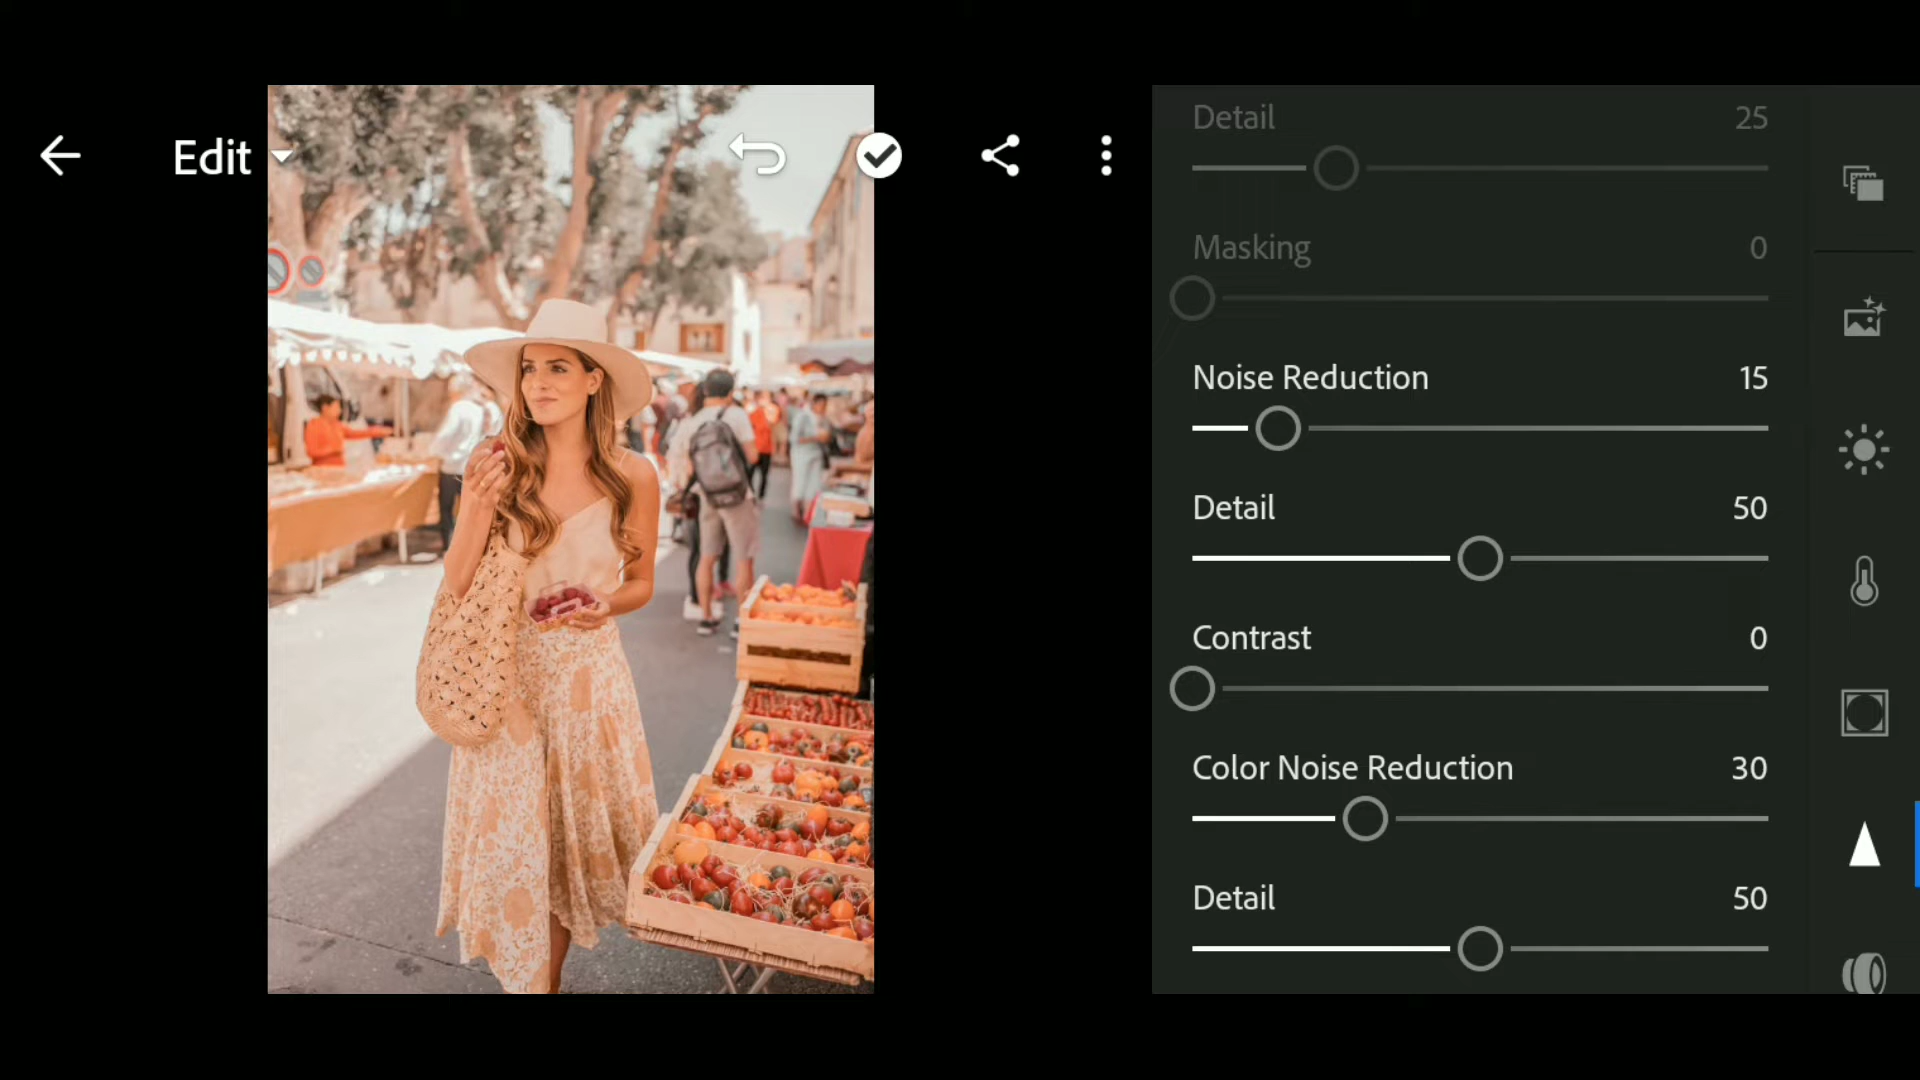 Edit
Detail 25
Masking 0
Noise Reduction 15
Detail 50
Contrast 0
Color Noise Reduction 30
Detail 50